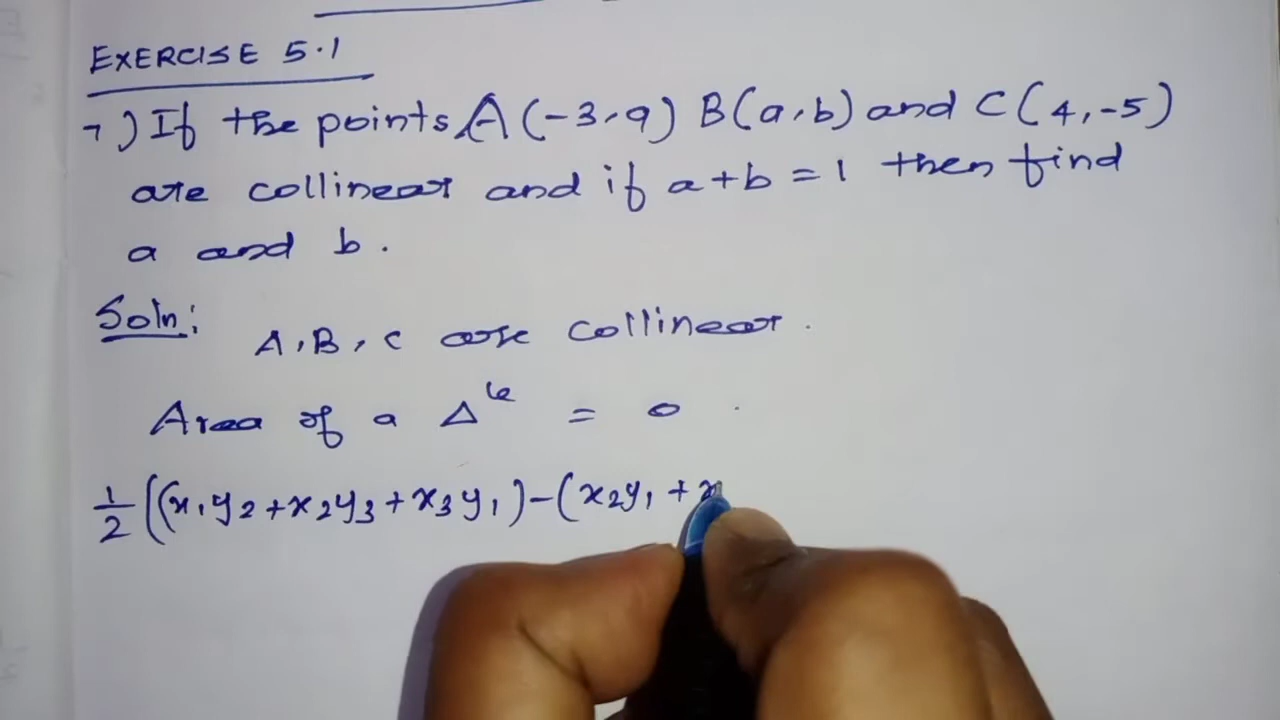 EXERCISE 5.1
7) If the points A(-3,9) B(a,b) and C(4,-5)
are collinear and if a+b=1 then find
a and b.
Soln: A,B,C are collinear.
Area of a Δle = 0
1/2 ((x₁y₂+x₂y₃+x₃y₁)-(x₂y₁+x